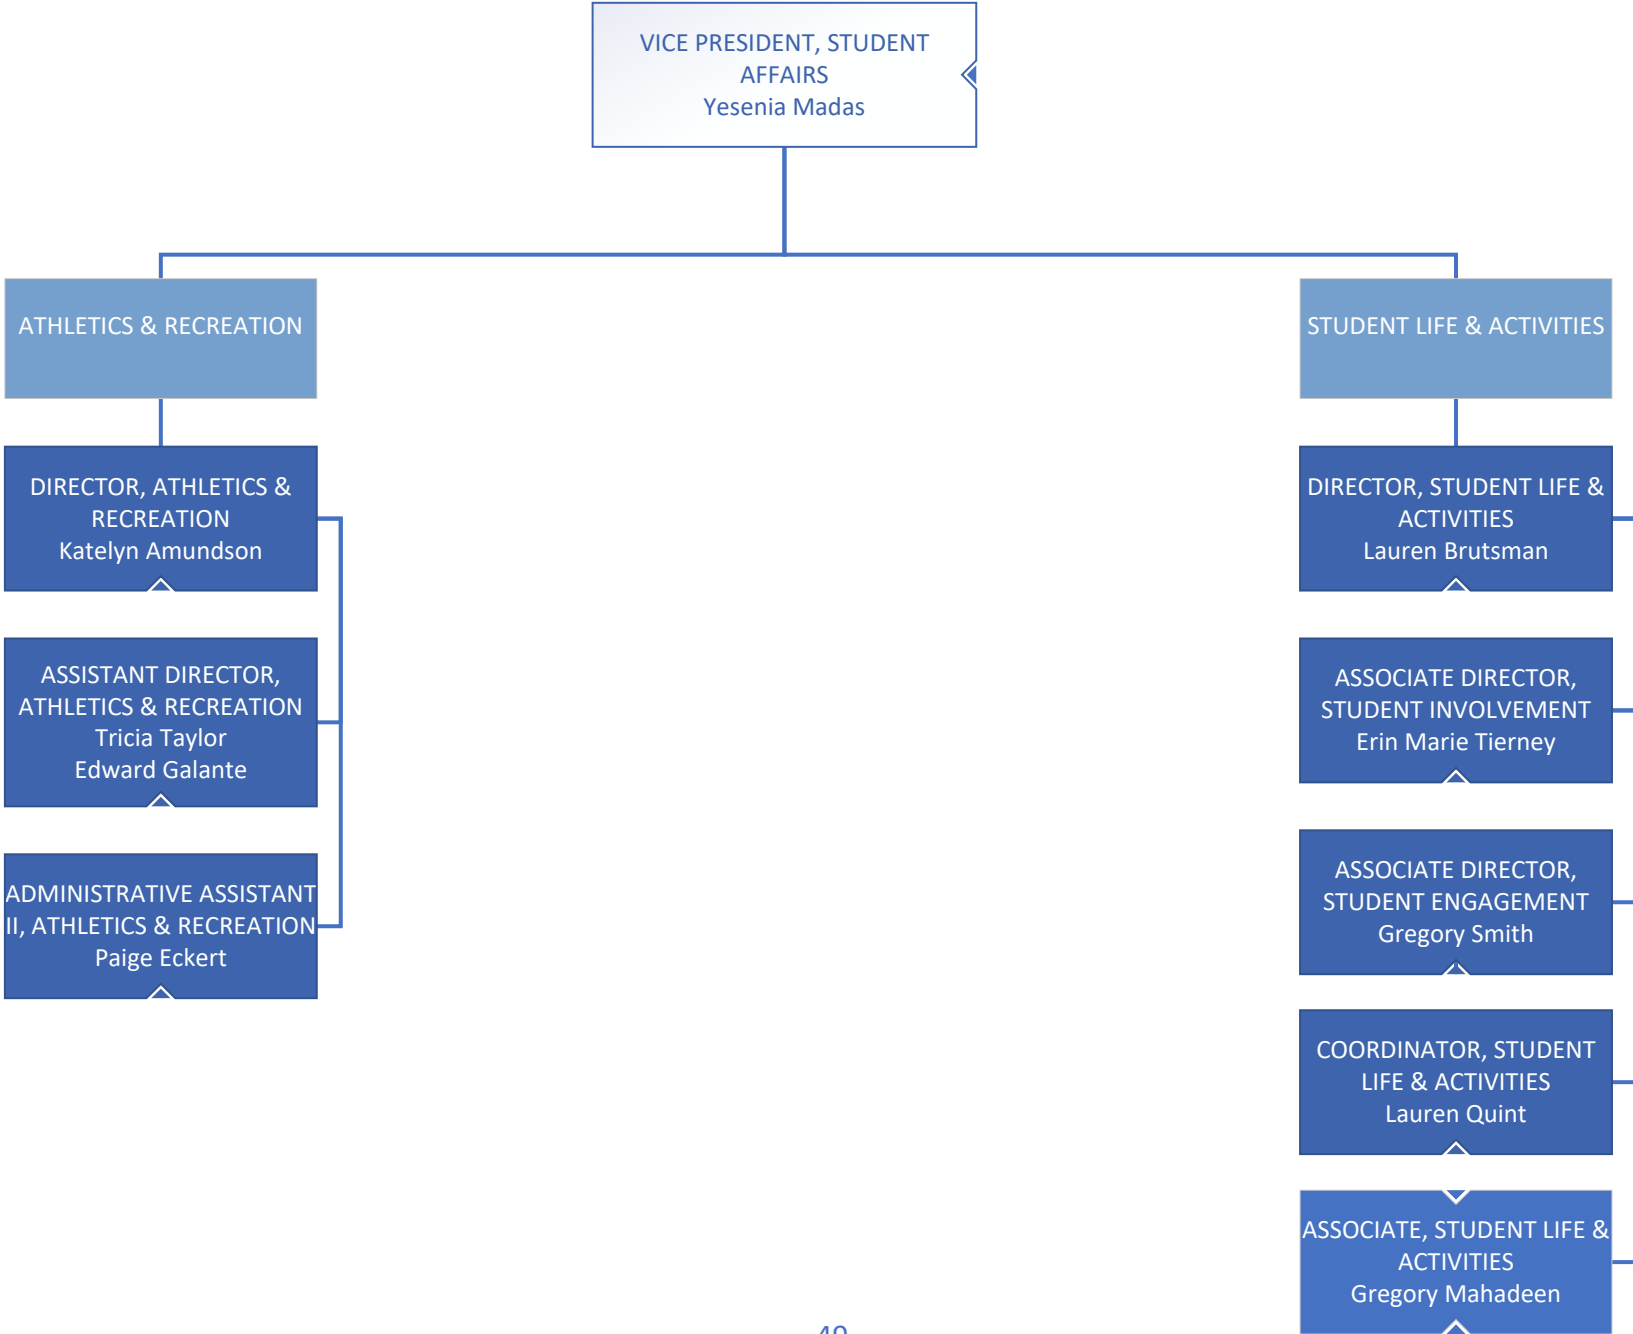 VICE PRESIDENT, STUDENT
AFFAIRS
Yesenia Madas
ATHLETICS & RECREATION
DIRECTOR, ATHLETICS &
RECREATION
Katelyn Amundson
ASSISTANT DIRECTOR,
ATHLETICS & RECREATION
Tricia Taylor
Edward Galante
ADMINISTRATIVE ASSISTANT
II, ATHLETICS & RECREATION
Paige Eckert
STUDENT LIFE & ACTIVITIES
DIRECTOR, STUDENT LIFE &
ACTIVITIES
Lauren Brutsman
ASSOCIATE DIRECTOR,
STUDENT INVOLVEMENT
Erin Marie Tierney
ASSOCIATE DIRECTOR,
STUDENT ENGAGEMENT
Gregory Smith
COORDINATOR, STUDENT
LIFE & ACTIVITIES
Lauren Quint
ASSOCIATE, STUDENT LIFE &
ACTIVITIES
Gregory Mahadeen